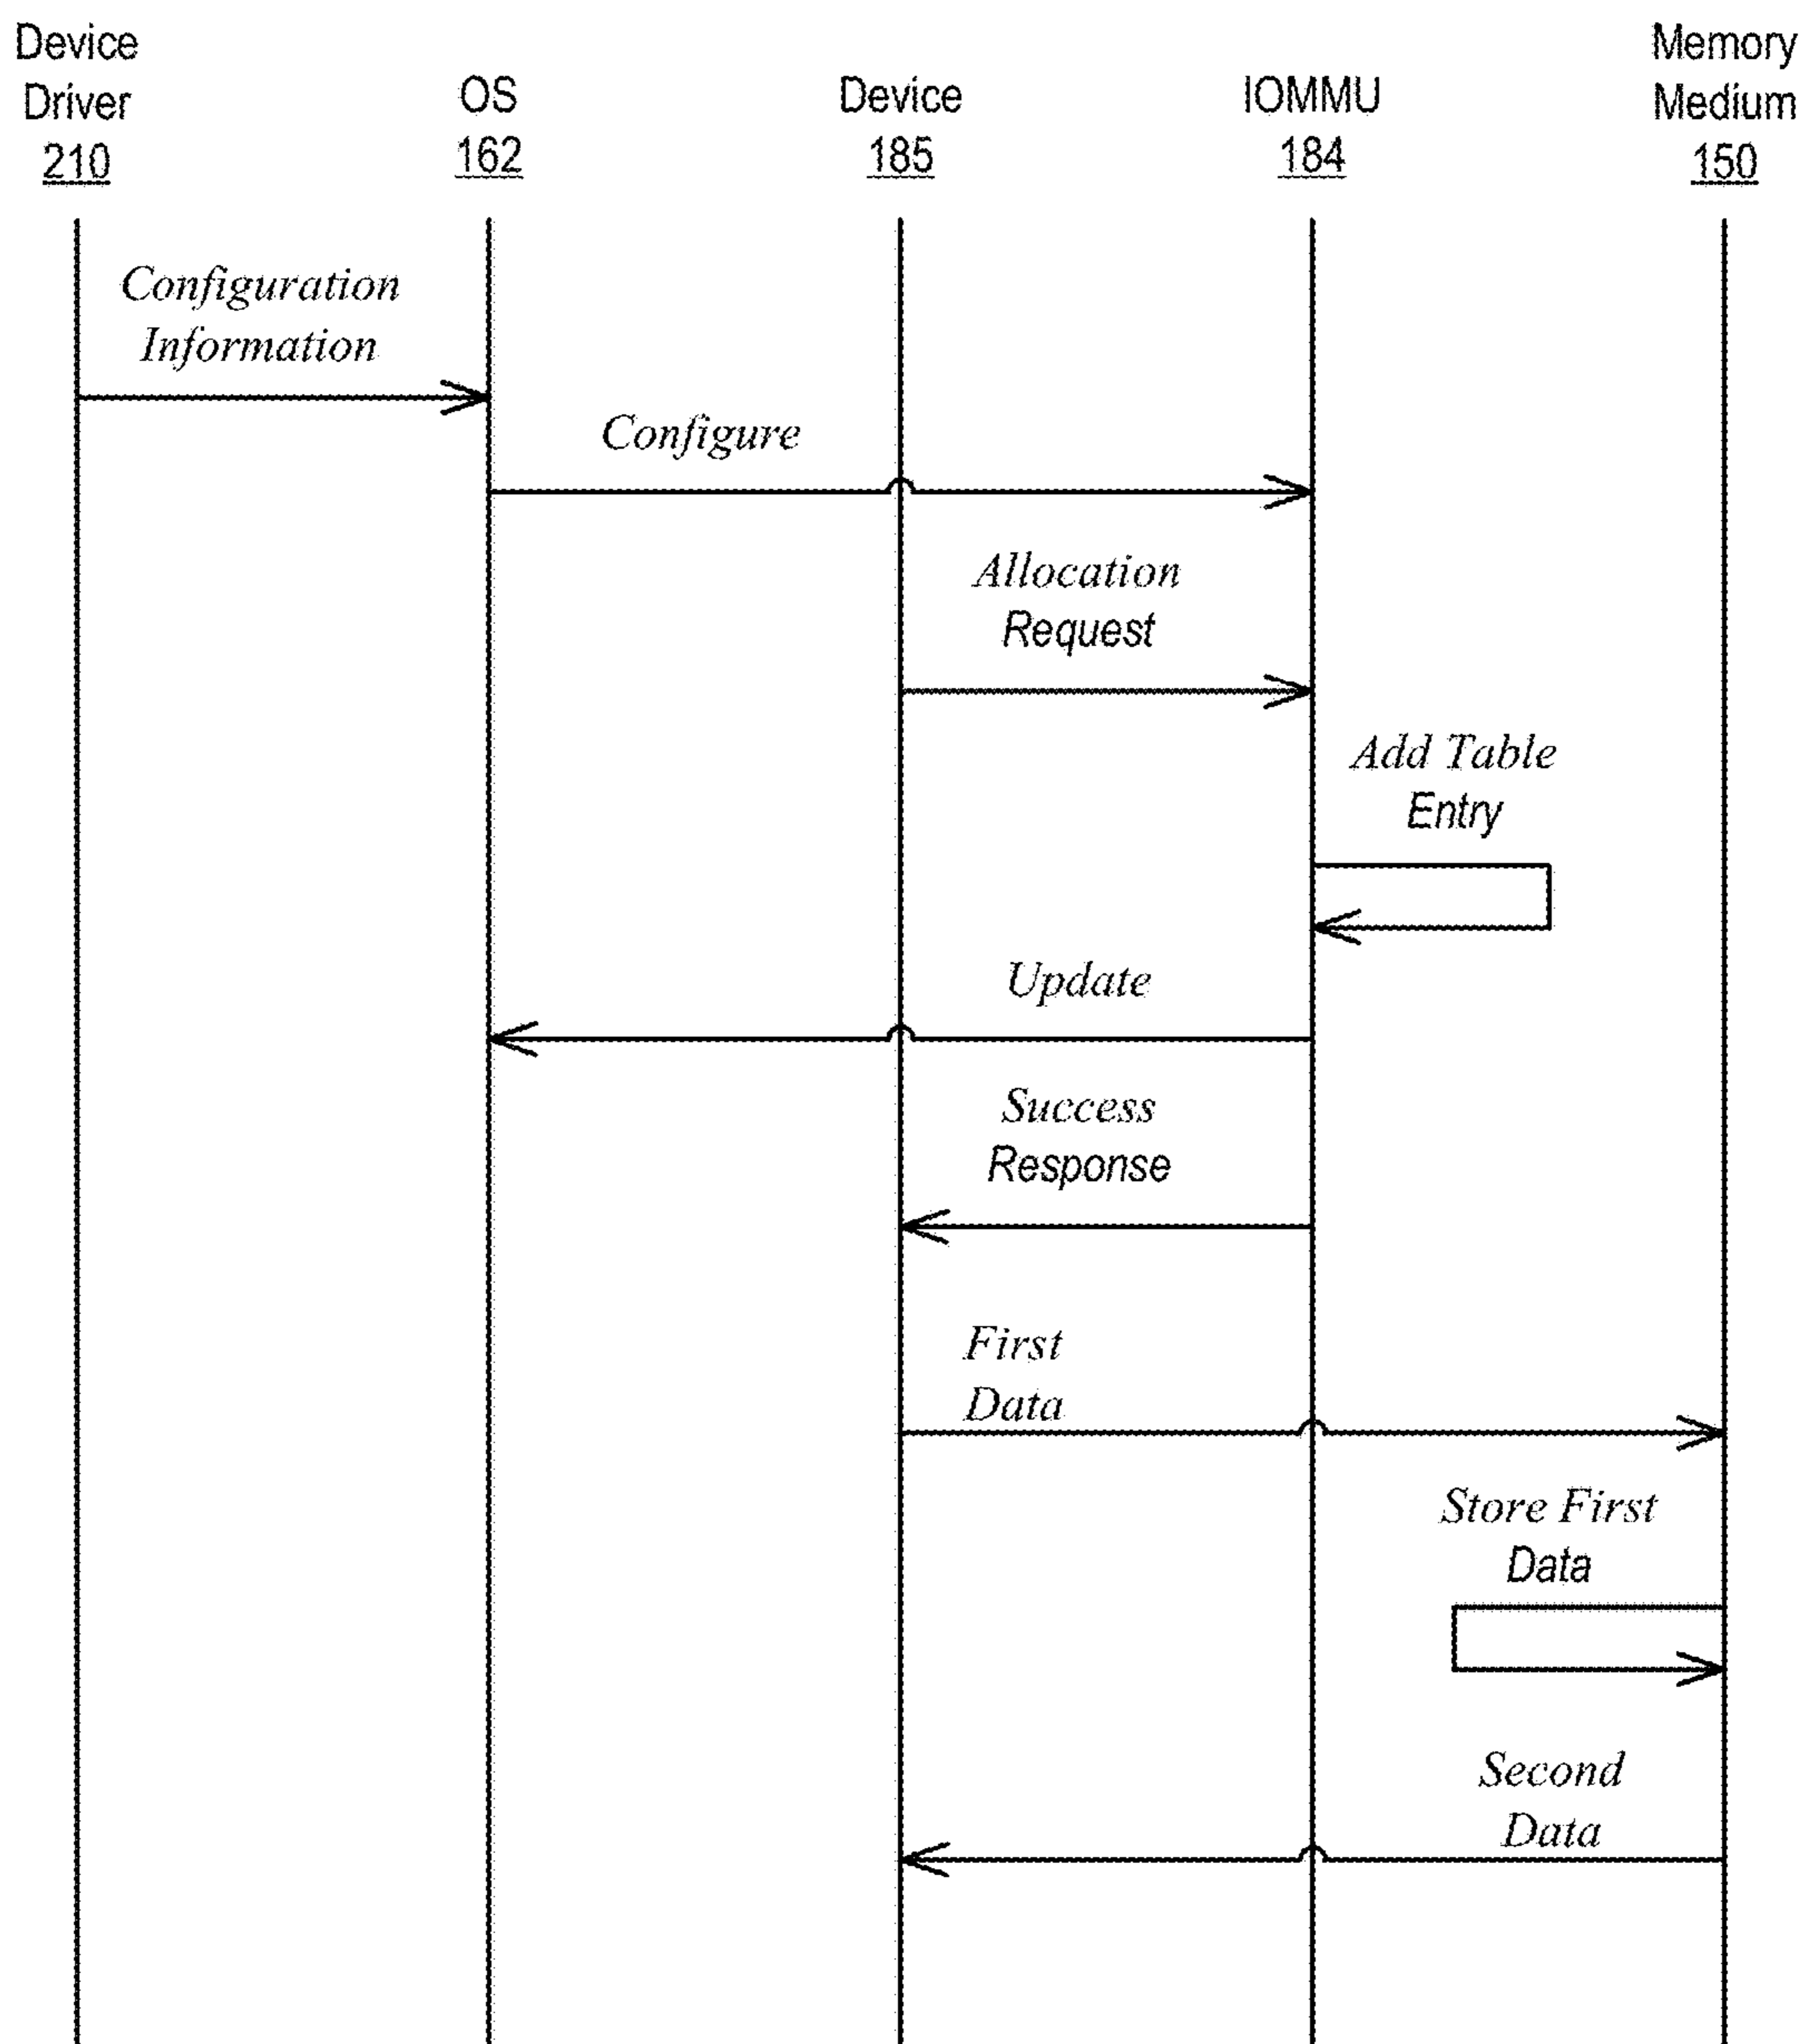 Device
Driver
210
OS
162
Device
185
IOMMU
184
Memory
Medium
150
Configuration
Information
Configure
Allocation
Request
Add Table
Entry
Update
Success
Response
First
Data
Store First
Data
Second
Data